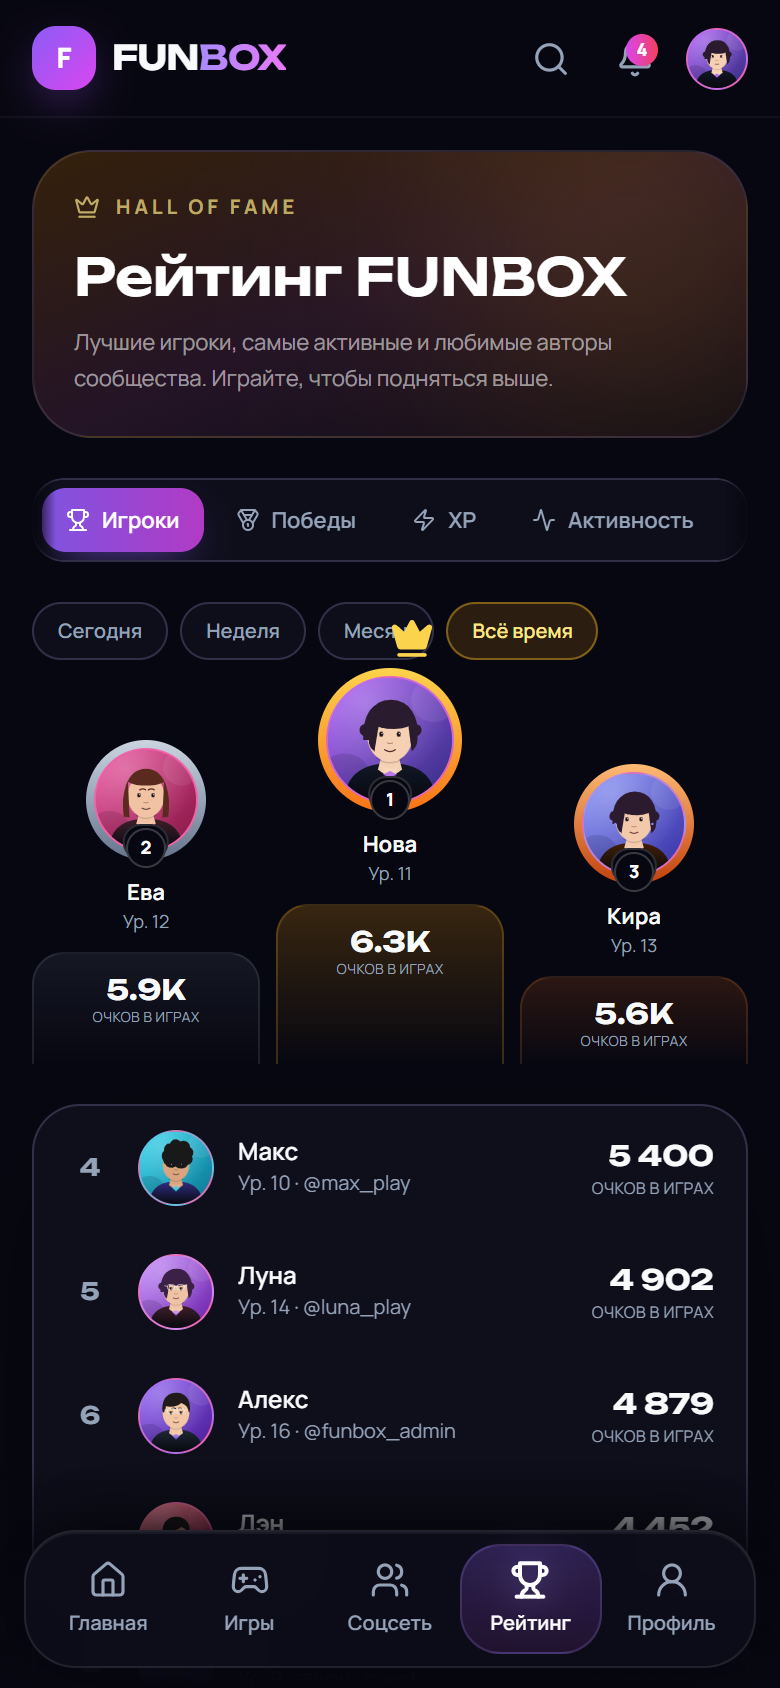 F FUNBOX 4
HALL OF FAME
Рейтинг FUNBOX
Лучшие игроки, самые активные и любимые авторы
сообщества. Играйте, чтобы подняться выше.
Игроки Победы XP Активность
Сегодня Неделя Меся Всё время
1
Нова
Ур. 11
6.3K
ОЧКОВ В ИГРАХ
2
Ева
Ур. 12
5.9K
ОЧКОВ В ИГРАХ
3
Кира
Ур. 13
5.6K
ОЧКОВ В ИГРАХ
4 Макс 5 400
Ур. 10 · @max_play ОЧКОВ В ИГРАХ
5 Луна 4 902
Ур. 14 · @luna_play ОЧКОВ В ИГРАХ
6 Алекс 4 879
Ур. 16 · @funbox_admin ОЧКОВ В ИГРАХ
Дэн 4 452
Главная Игры Соцсеть Рейтинг Профиль